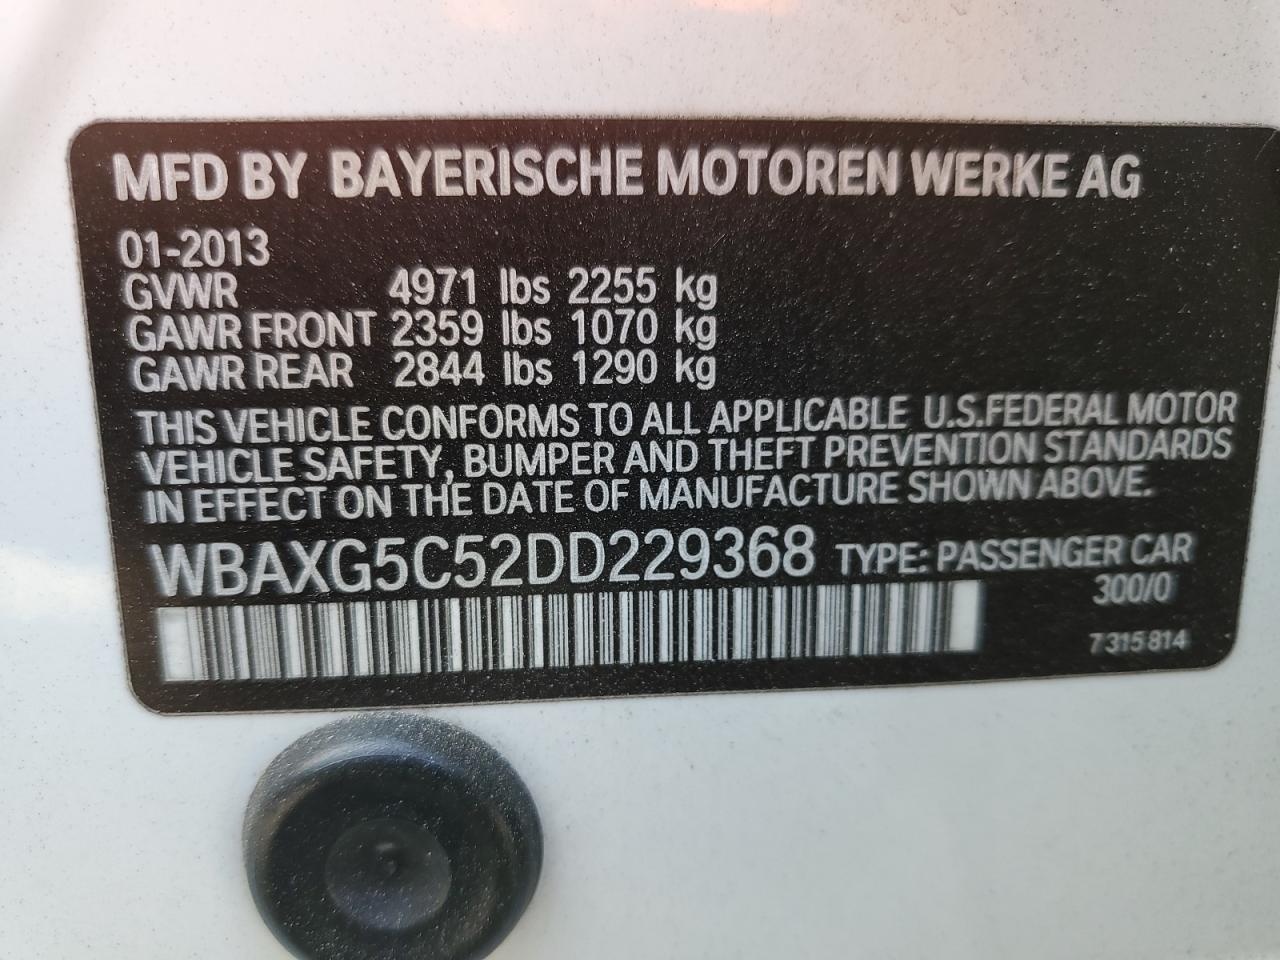 MFD BY BAYERISCHE MOTOREN WERKE AG
01-2013
GVWR 4971 lbs 2255 kg
GAWR FRONT 2359 lbs 1070 kg
GAWR REAR 2844 lbs 1290 kg
THIS VEHICLE CONFORMS TO ALL APPLICABLE U.S.FEDERAL MOTOR
VEHICLE SAFETY, BUMPER AND THEFT PREVENTION STANDARDS
IN EFFECT ON THE DATE OF MANUFACTURE SHOWN ABOVE.
WBAXG5C52DD229368 TYPE: PASSENGER CAR
300/0
7 315 814